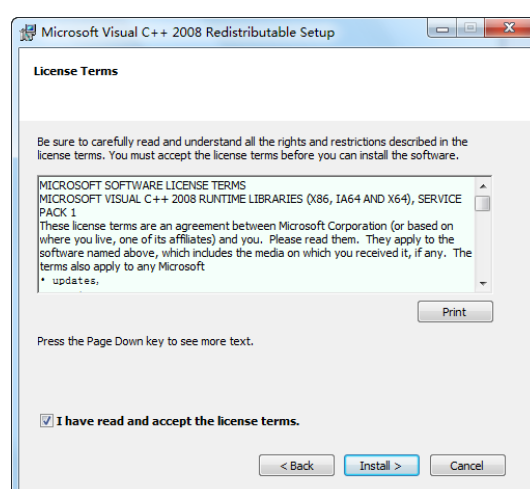 Microsoft Visual C++ 2008 Redistributable Setup
License Terms
Be sure to carefully read and understand all the rights and restrictions described in the
license terms. You must accept the license terms before you can install the software.
MICROSOFT SOFTWARE LICENSE TERMS
MICROSOFT VISUAL C++ 2008 RUNTIME LIBRARIES (X86, IA64 AND X64), SERVICE
PACK 1
These license terms are an agreement between Microsoft Corporation (or based on
where you live, one of its affiliates) and you.  Please read them.  They apply to the
software named above, which includes the media on which you received it, if any.  The
terms also apply to any Microsoft
• updates,
Print
Press the Page Down key to see more text.
I have read and accept the license terms.
< Back Install > Cancel